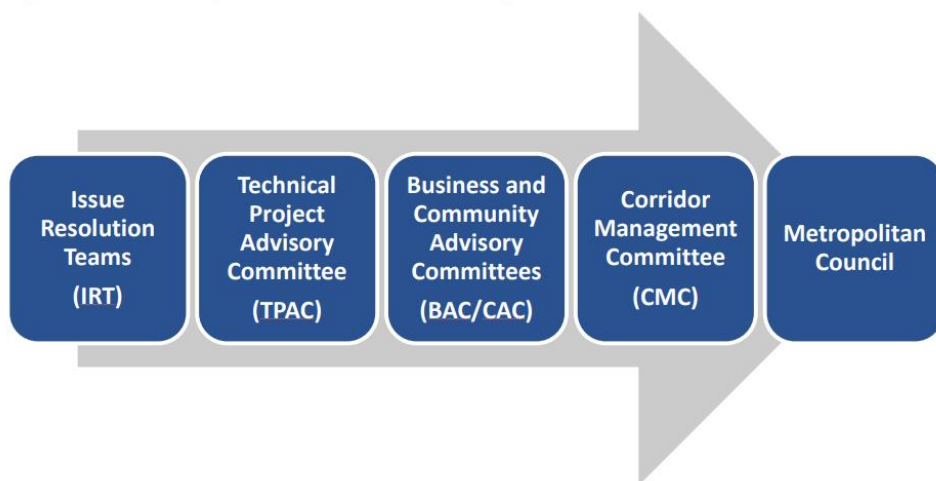 Issue
Resolution
Teams
(IRT)
Technical
Project
Advisory
Committee
(TPAC)
Business and
Community
Advisory
Committees
(BAC/CAC)
Corridor
Management
Committee
(CMC)
Metropolitan
Council